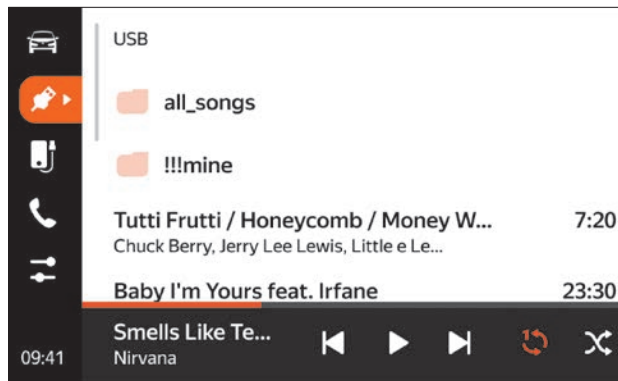 USB
all_songs
!!!mine
Tutti Frutti / Honeycomb / Money W... 7:20
Chuck Berry, Jerry Lee Lewis, Little e Le...
Baby I'm Yours feat. Irfane 23:30
Smells Like Te...
Nirvana
1
09:41